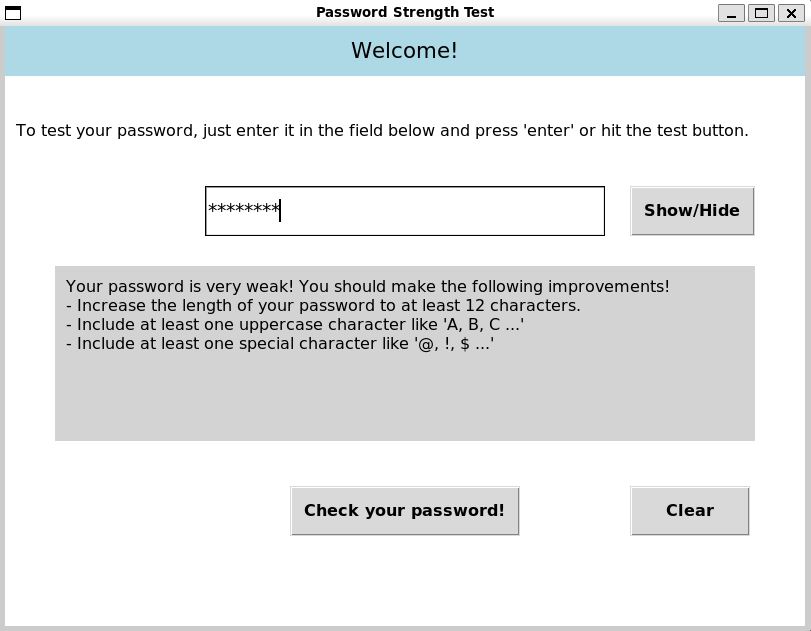 Password Strength Test
Welcome!
To test your password, just enter it in the field below and press 'enter' or hit the test button.
********
Show/Hide
Your password is very weak! You should make the following improvements!
- Increase the length of your password to at least 12 characters.
- Include at least one uppercase character like 'A, B, C ...'
- Include at least one special character like '@, !, $ ...'
Check your password!
Clear